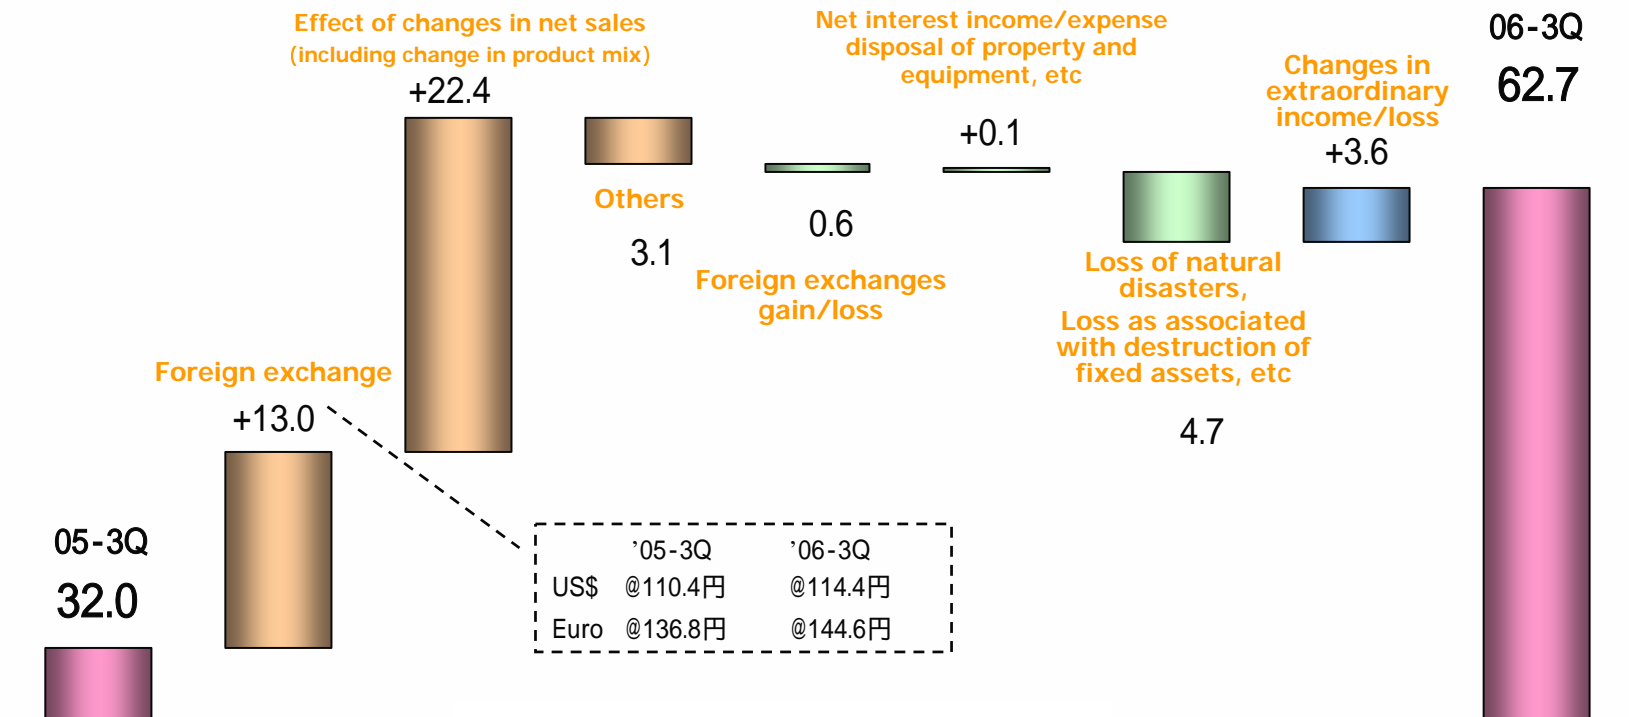 Effect of changes in net sales
(including change in product mix)
+22.4
Net interest income/expense
disposal of property and
equipment, etc
+0.1
06-3Q
62.7
Changes in
extraordinary
income/loss
+3.6
Others
3.1
0.6
Foreign exchanges
gain/loss
Loss of natural
disasters,
Loss as associated
with destruction of
fixed assets, etc
4.7
Foreign exchange
+13.0
05-3Q
32.0
’05-3Q ’06-3Q
US$ @110.4円 @114.4円
Euro @136.8円 @144.6円